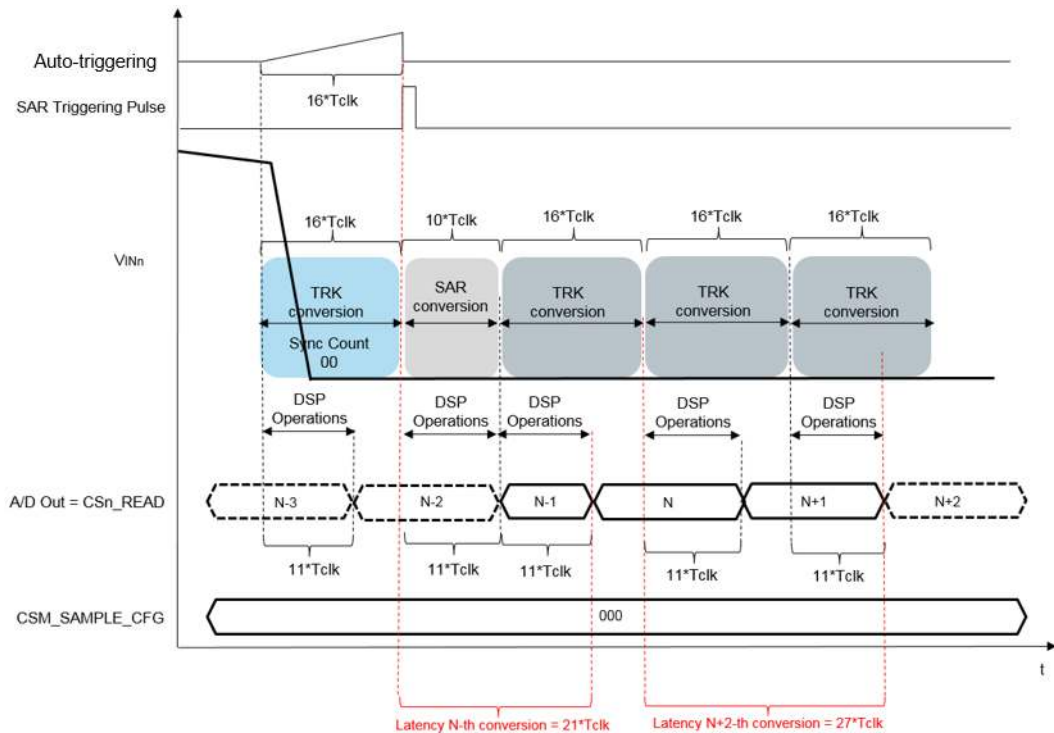 Auto-triggering
16*Tclk
SAR Triggering Pulse
16*Tclk
10*Tclk
16*Tclk
16*Tclk
16*Tclk
VINn
TRK
conversion
Sync Count
00
SAR
conversion
TRK
conversion
TRK
conversion
TRK
conversion
DSP
Operations
DSP
Operations
DSP
Operations
DSP
Operations
DSP
Operations
A/D Out = CSn_READ
N-3
N-2
N-1
N
N+1
N+2
11*Tclk
11*Tclk
11*Tclk
11*Tclk
11*Tclk
CSM_SAMPLE_CFG
000
t
Latency N-th conversion = 21*Tclk
Latency N+2-th conversion = 27*Tclk